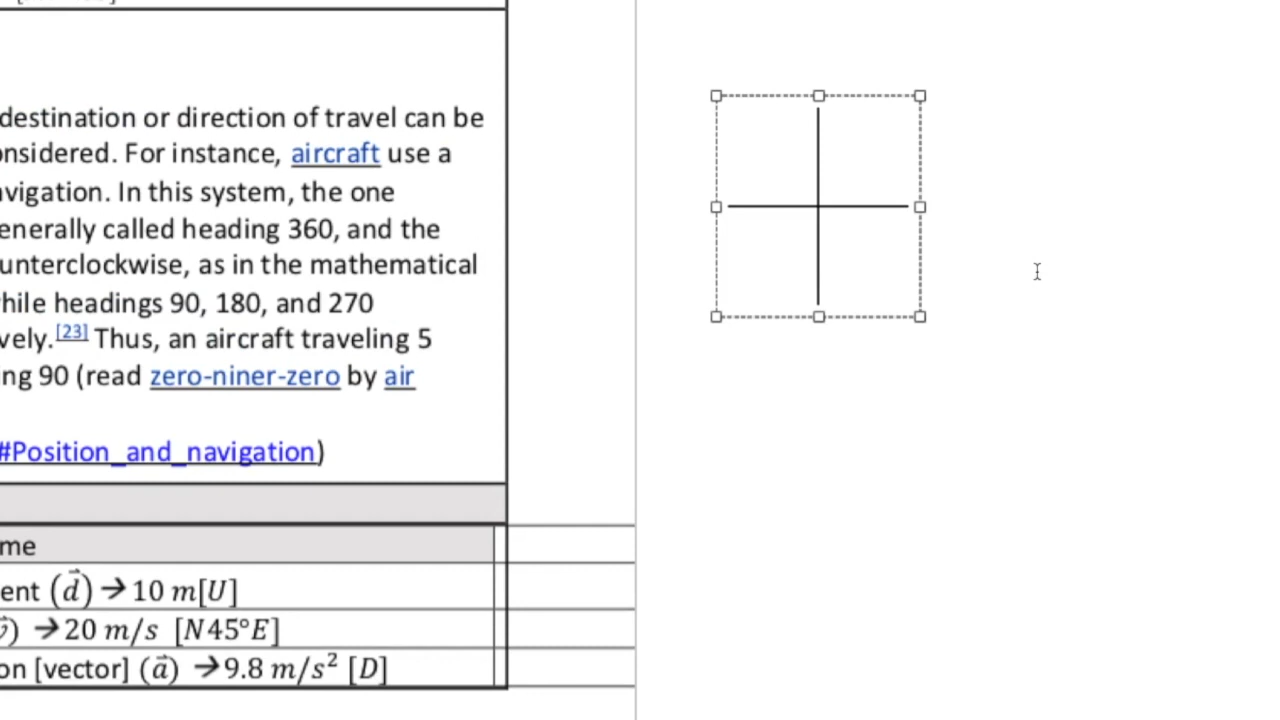 destination or direction of travel can be
onsidered. For instance, aircraft use a
avigation. In this system, the one
enerally called heading 360, and the
unterclockwise, as in the mathematical
hile headings 90, 180, and 270
vely.[23] Thus, an aircraft traveling 5
ng 90 (read zero-niner-zero by air
#Position_and_navigation)
me
ent (d⃗) → 10 m[U]
v⃗) → 20 m/s [N45°E]
on [vector] (a⃗) → 9.8 m/s² [D]